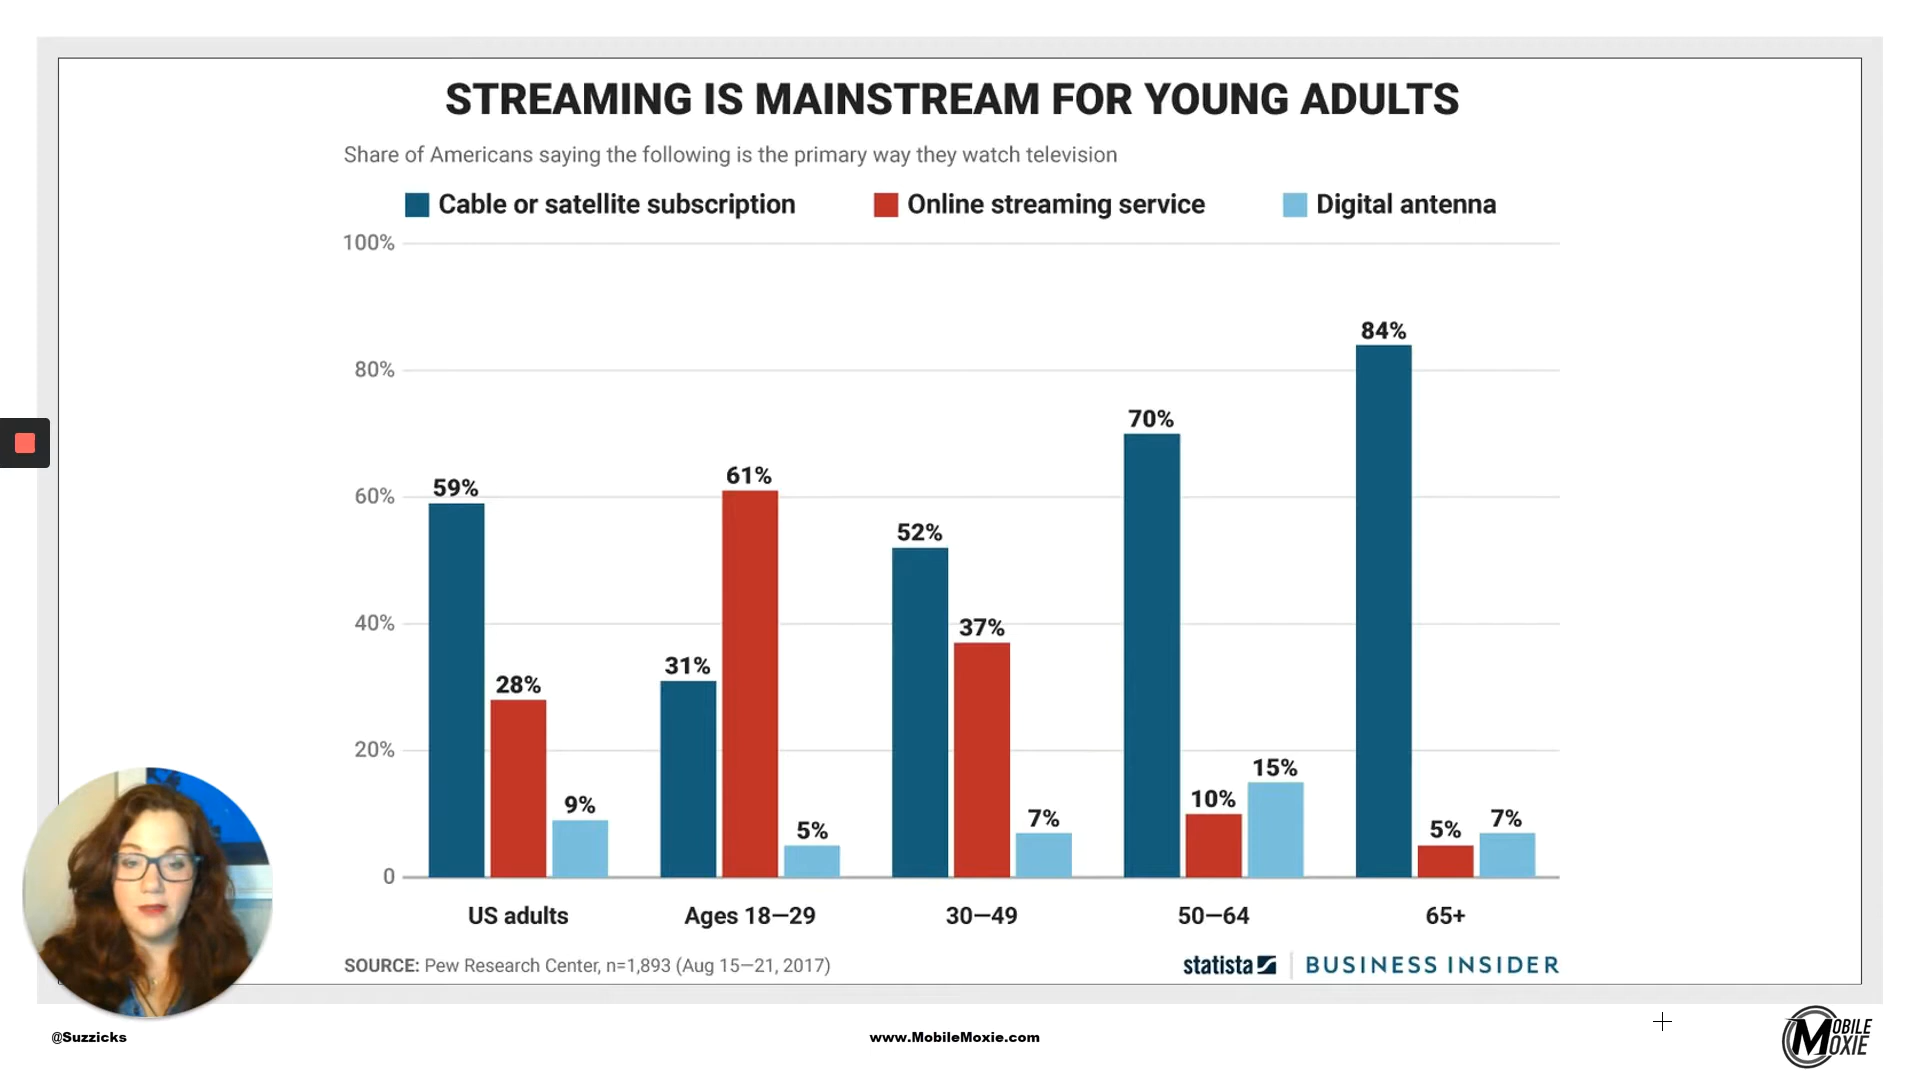 STREAMING IS MAINSTREAM FOR YOUNG ADULTS
Share of Americans saying the following is the primary way they watch television
Cable or satellite subscription
Online streaming service
Digital antenna
100%
80%
60%
40%
20%
0
59%
28%
9%
31%
61%
5%
52%
37%
7%
70%
10%
15%
84%
5%
7%
US adults
Ages 18—29
30—49
50—64
65+
SOURCE: Pew Research Center, n=1,893 (Aug 15—21, 2017)
statista
BUSINESS INSIDER
@Suzzicks
www.MobileMoxie.com
MOBILE
MOXIE